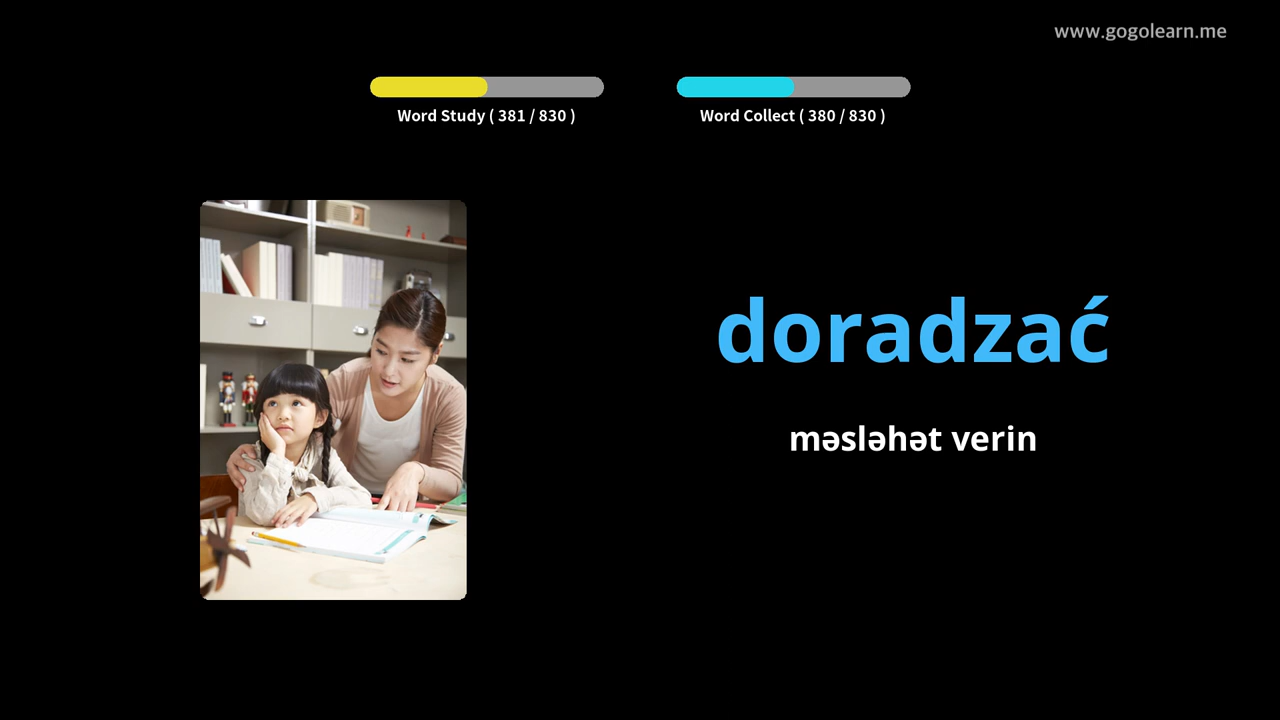 www.gogolearn.me
Word Study ( 381 / 830 )
Word Collect ( 380 / 830 )
doradzać
məsləhət verin